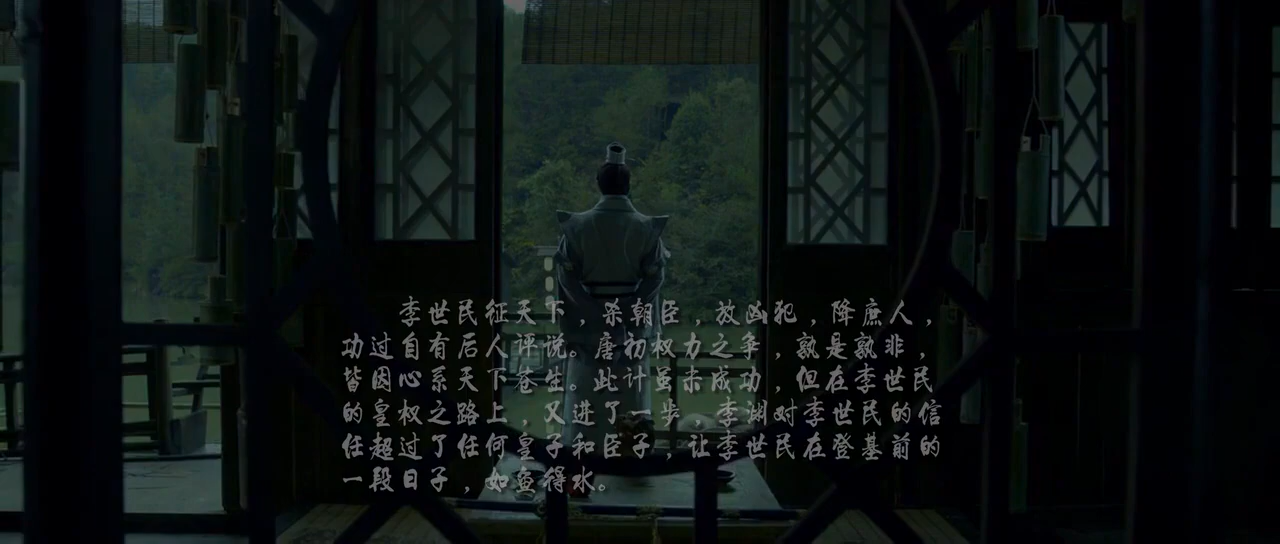 李世民征天下，杀朝臣，放凶犯，降庶人，
功过自有后人评说。唐初权力之争，孰是孰非，
皆因心系天下苍生。此计虽未成功，但在李世民
的皇权之路上，又进了一步，李渊对李世民的信
任超过了任何皇子和臣子，让李世民在登基前的
一段日子，如鱼得水。